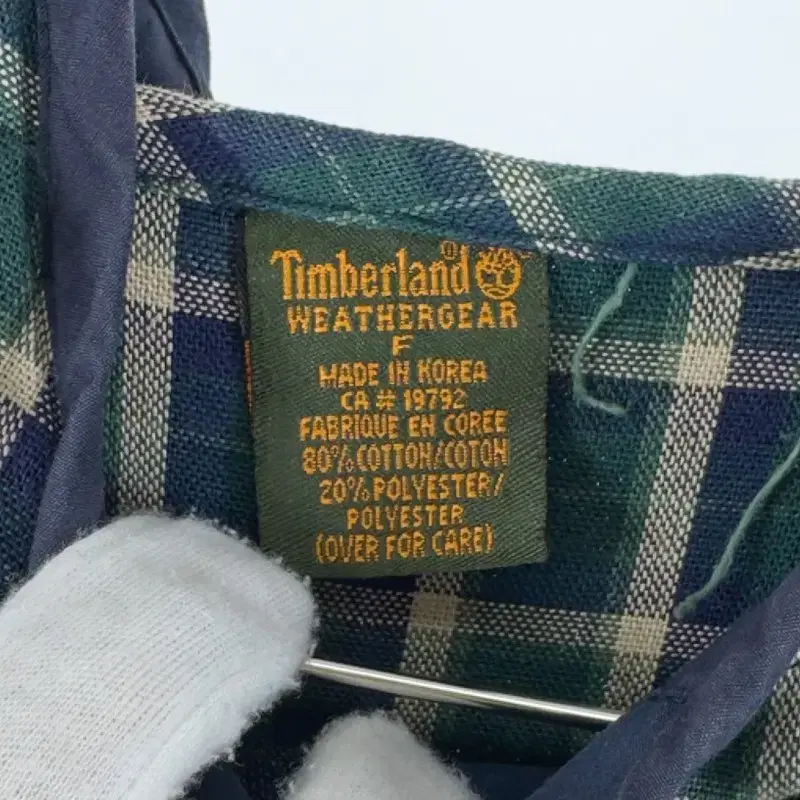 Timberland®
WEATHERGEAR
F
MADE IN KOREA
CA # 19792
FABRIQUE EN COREE
80% COTTON/COTON
20% POLYESTER/
POLYESTER
(OVER FOR CARE)